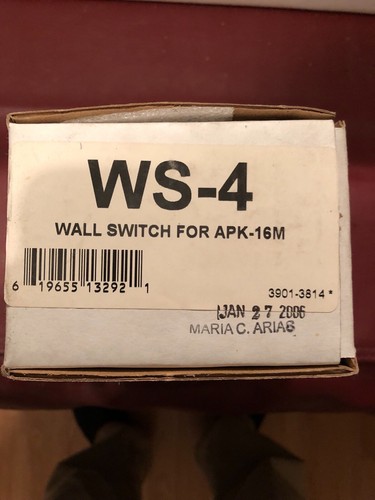 WS-4
WALL SWITCH FOR APK-16M
6 19655 13292 1
3901-3814 *
JAN 27 2006
MARIA C. ARIAS